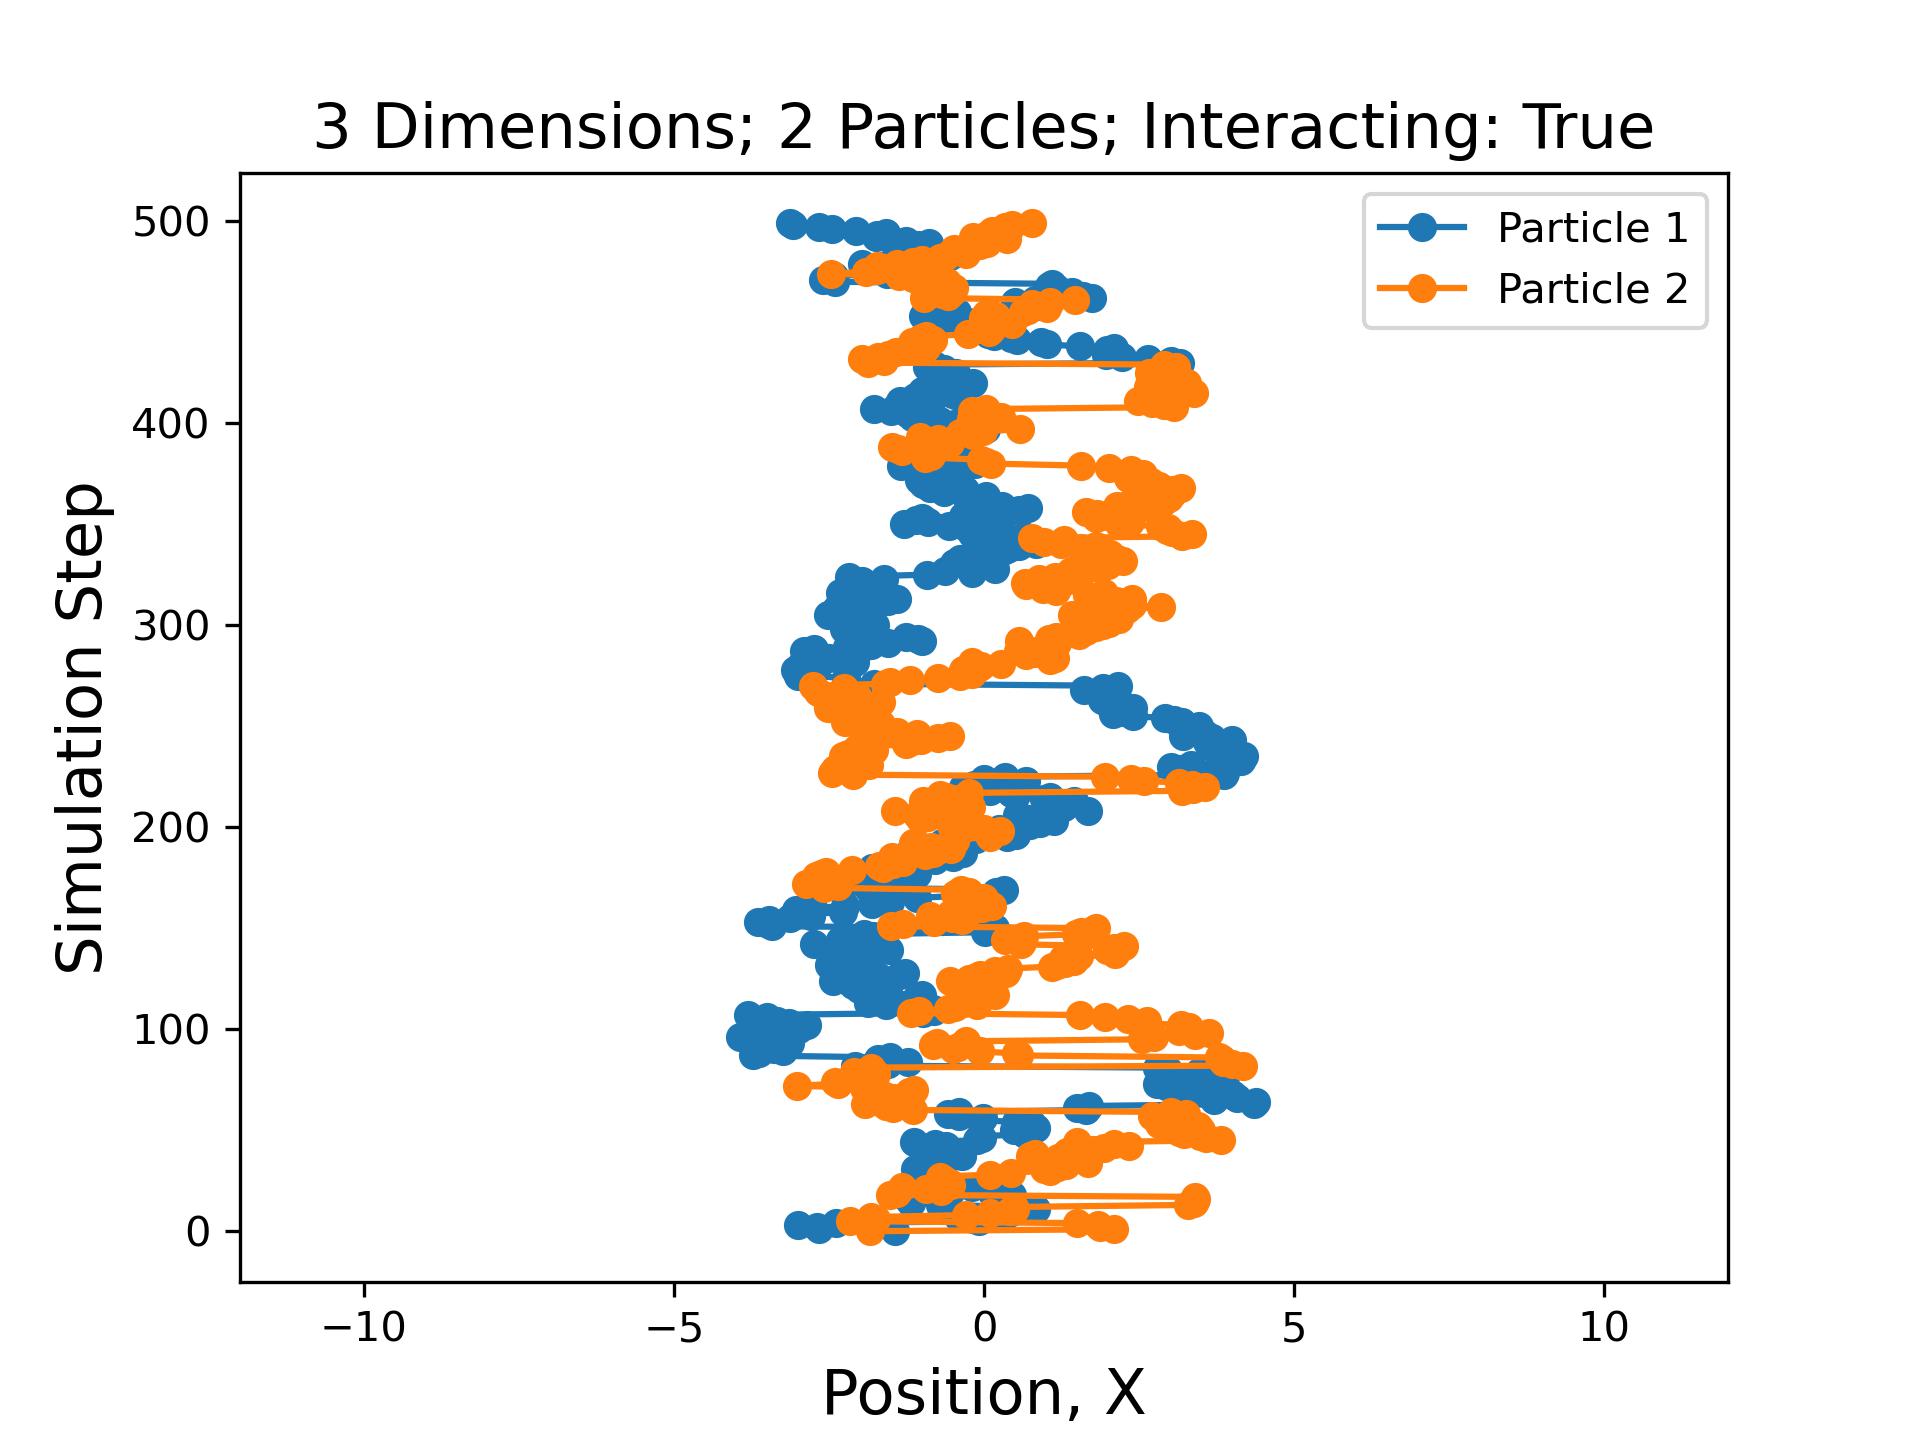 3 Dimensions; 2 Particles; Interacting: True
Particle 1
Particle 2
Simulation Step
500
400
300
200
100
0
−10
−5
0
5
10
Position, X